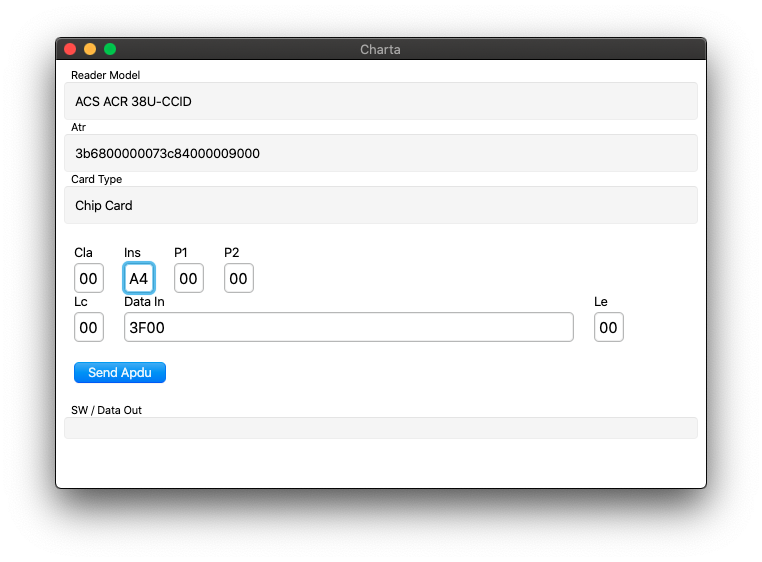 Charta
Reader Model
ACS ACR 38U-CCID
Atr
3b6800000073c84000009000
Card Type
Chip Card
Cla Ins P1 P2
00 A4 00 00
Lc Data In Le
00 3F00 00
Send Apdu
SW / Data Out